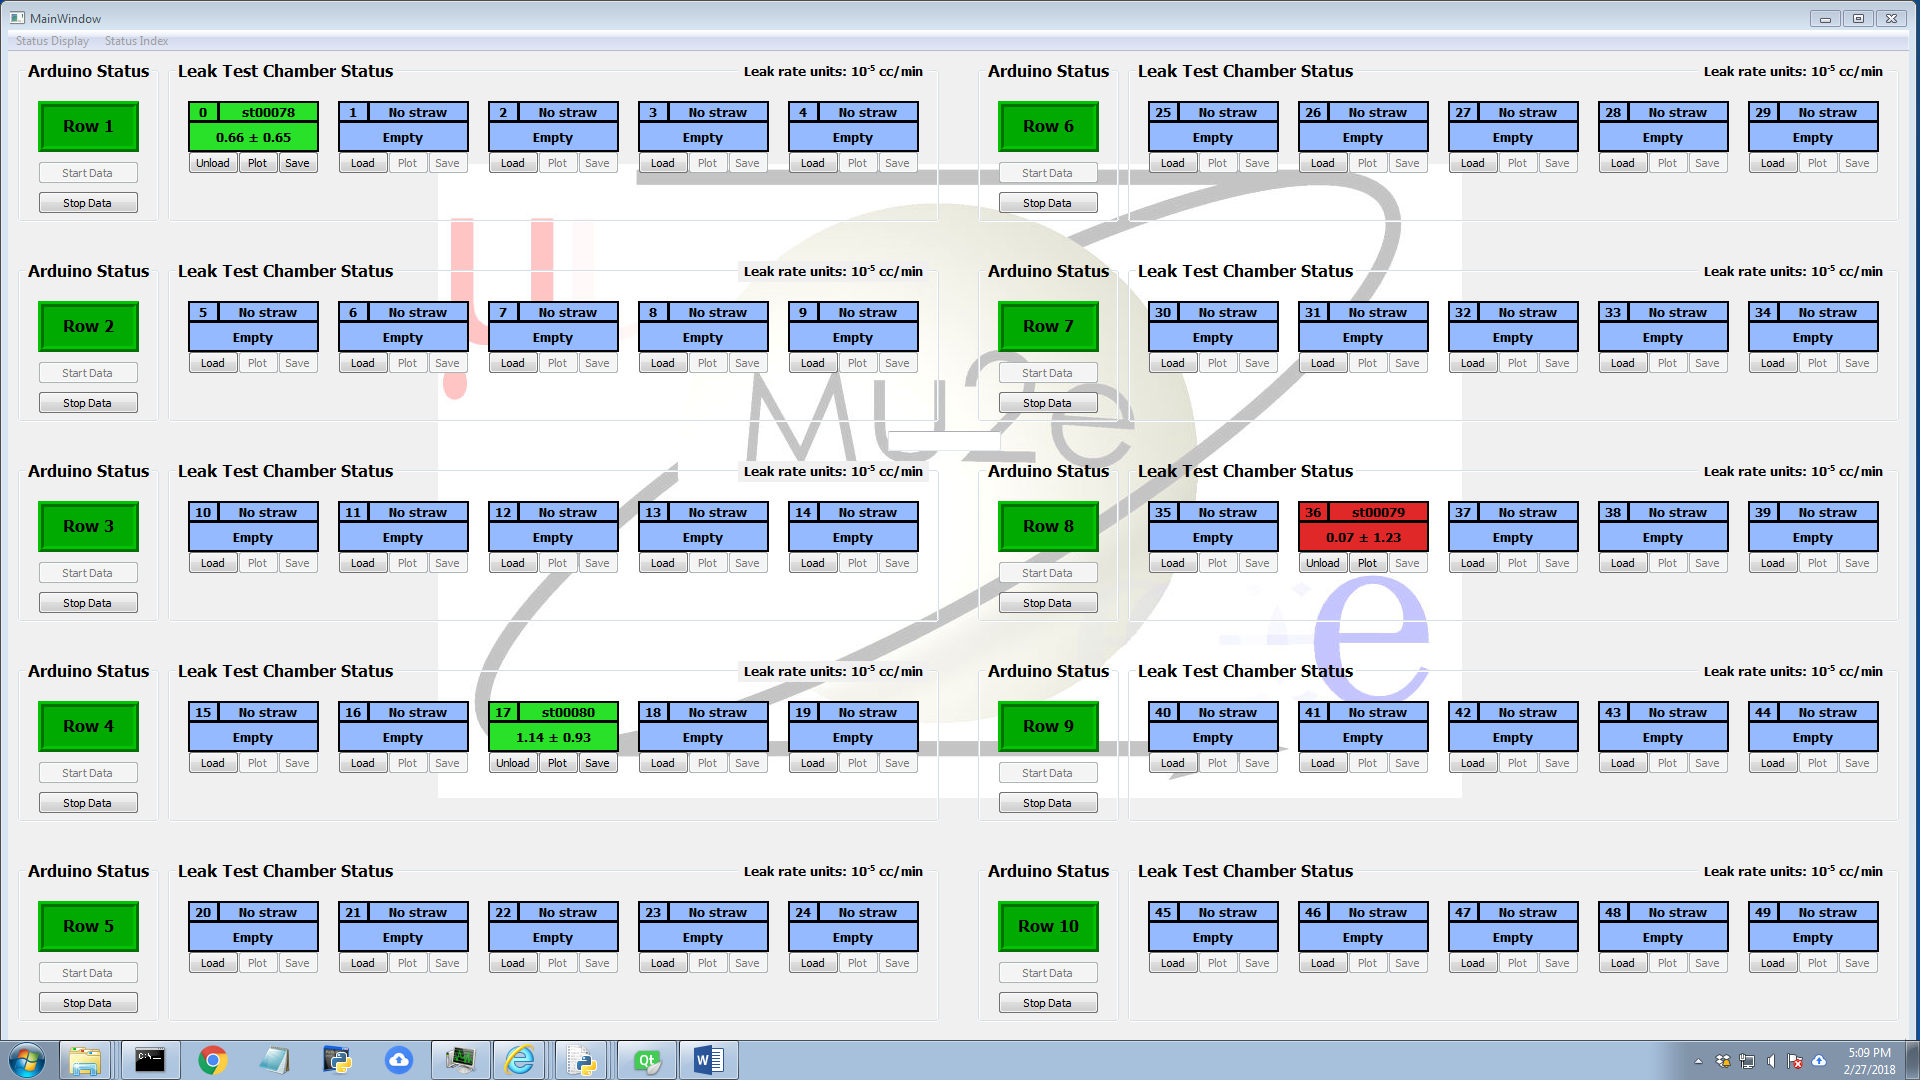 MainWindow
Status Display Status Index
Arduino Status Leak Test Chamber Status Leak rate units: 10⁻⁵ cc/min Arduino Status Leak Test Chamber Status Leak rate units: 10⁻⁵ cc/min
0 st00078 1 No straw 2 No straw 3 No straw 4 No straw 25 No straw 26 No straw 27 No straw 28 No straw 29 No straw
Row 1 0.66 ± 0.65 Empty Empty Empty Empty Row 6 Empty Empty Empty Empty Empty
Unload Plot Save Load Plot Save Load Plot Save Load Plot Save Load Plot Save Load Plot Save Load Plot Save Load Plot Save Load Plot Save Load Plot Save
Start Data Start Data
Stop Data Stop Data
Arduino Status Leak Test Chamber Status Leak rate units: 10⁻⁵ cc/min Arduino Status Leak Test Chamber Status Leak rate units: 10⁻⁵ cc/min
5 No straw 6 No straw 7 No straw 8 No straw 9 No straw 30 No straw 31 No straw 32 No straw 33 No straw 34 No straw
Row 2 Empty Empty Empty Empty Empty Row 7 Empty Empty Empty Empty Empty
Load Plot Save Load Plot Save Load Plot Save Load Plot Save Load Plot Save Load Plot Save Load Plot Save Load Plot Save Load Plot Save Load Plot Save
Start Data Start Data
Stop Data Stop Data
Mu2e
Arduino Status Leak Test Chamber Status Leak rate units: 10⁻⁵ cc/min Arduino Status Leak Test Chamber Status Leak rate units: 10⁻⁵ cc/min
10 No straw 11 No straw 12 No straw 13 No straw 14 No straw 35 No straw 36 st00079 37 No straw 38 No straw 39 No straw
Row 3 Empty Empty Empty Empty Empty Row 8 Empty 0.07 ± 1.23 Empty Empty Empty
Load Plot Save Load Plot Save Load Plot Save Load Plot Save Load Plot Save Load Plot Save Unload Plot Save Load Plot Save Load Plot Save Load Plot Save
Start Data Start Data
Stop Data Stop Data
e
Arduino Status Leak Test Chamber Status Leak rate units: 10⁻⁵ cc/min Arduino Status Leak Test Chamber Status Leak rate units: 10⁻⁵ cc/min
15 No straw 16 No straw 17 st00080 18 No straw 19 No straw 40 No straw 41 No straw 42 No straw 43 No straw 44 No straw
Row 4 Empty Empty 1.14 ± 0.93 Empty Empty Row 9 Empty Empty Empty Empty Empty
Load Plot Save Load Plot Save Unload Plot Save Load Plot Save Load Plot Save Load Plot Save Load Plot Save Load Plot Save Load Plot Save Load Plot Save
Start Data Start Data
Stop Data Stop Data
Arduino Status Leak Test Chamber Status Leak rate units: 10⁻⁵ cc/min Arduino Status Leak Test Chamber Status Leak rate units: 10⁻⁵ cc/min
20 No straw 21 No straw 22 No straw 23 No straw 24 No straw 45 No straw 46 No straw 47 No straw 48 No straw 49 No straw
Row 5 Empty Empty Empty Empty Empty Row 10 Empty Empty Empty Empty Empty
Load Plot Save Load Plot Save Load Plot Save Load Plot Save Load Plot Save Load Plot Save Load Plot Save Load Plot Save Load Plot Save Load Plot Save
Start Data Start Data
Stop Data Stop Data
5:09 PM
2/27/2018